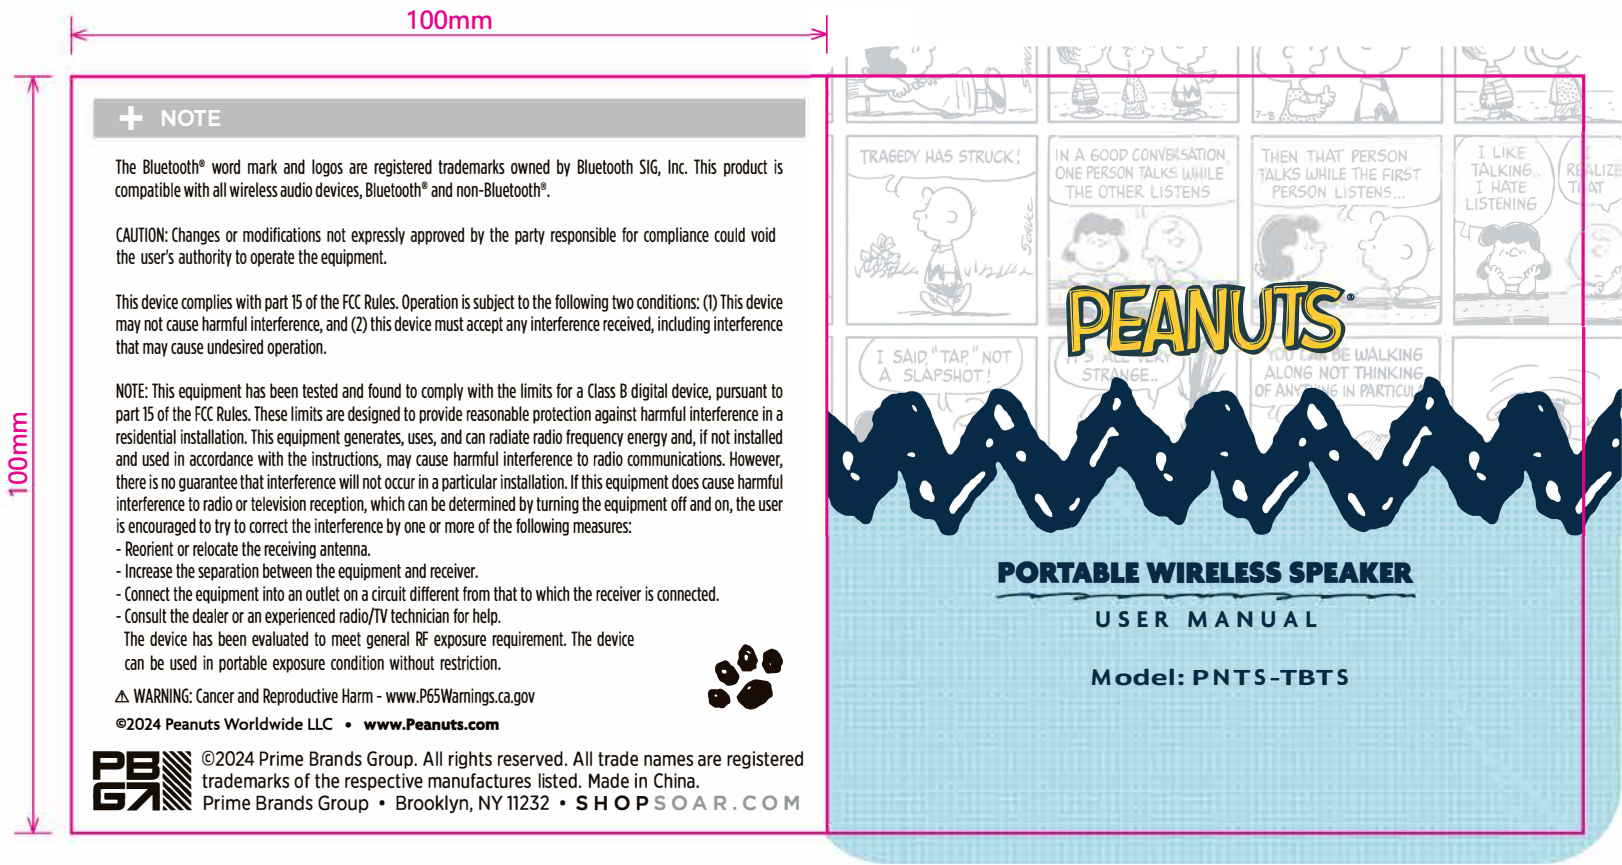 100mm
100mm
+ NOTE
The Bluetooth® word mark and logos are registered trademarks owned by Bluetooth SIG, Inc. This product is
compatible with all wireless audio devices, Bluetooth® and non-Bluetooth®.
CAUTION: Changes or modifications not expressly approved by the party responsible for compliance could void
the user's authority to operate the equipment.
This device complies with part 15 of the FCC Rules. Operation is subject to the following two conditions: (1) This device
may not cause harmful interference, and (2) this device must accept any interference received, including interference
that may cause undesired operation.
NOTE: This equipment has been tested and found to comply with the limits for a Class B digital device, pursuant to
part 15 of the FCC Rules. These limits are designed to provide reasonable protection against harmful interference in a
residential installation. This equipment generates, uses, and can radiate radio frequency energy and, if not installed
and used in accordance with the instructions, may cause harmful interference to radio communications. However,
there is no guarantee that interference will not occur in a particular installation. If this equipment does cause harmful
interference to radio or television reception, which can be determined by turning the equipment off and on, the user
is encouraged to try to correct the interference by one or more of the following measures:
- Reorient or relocate the receiving antenna.
- Increase the separation between the equipment and receiver.
- Connect the equipment into an outlet on a circuit different from that to which the receiver is connected.
- Consult the dealer or an experienced radio/TV technician for help.
The device has been evaluated to meet general RF exposure requirement. The device
can be used in portable exposure condition without restriction.
⚠ WARNING: Cancer and Reproductive Harm - www.P65Warnings.ca.gov
©2024 Peanuts Worldwide LLC • www.Peanuts.com
PBG
©2024 Prime Brands Group. All rights reserved. All trade names are registered
trademarks of the respective manufactures listed. Made in China.
Prime Brands Group • Brooklyn, NY 11232 • SHOPSOAR.COM
7-8
TRAGEDY HAS STRUCK!
IN A GOOD CONVERSATION,
ONE PERSON TALKS WHILE
THE OTHER LISTENS
THEN THAT PERSON
TALKS WHILE THE FIRST
PERSON LISTENS...
I LIKE
TALKING..
I HATE
LISTENING
I
REALIZE
THAT
PEANUTS®
I SAID, "TAP," NOT
A SLAPSHOT!
IT'S ALL VERY
STRANGE..
YOU CAN BE WALKING
ALONG NOT THINKING
OF ANYTHING IN PARTICUL
PORTABLE WIRELESS SPEAKER
USER MANUAL
Model: PNTS-TBTS